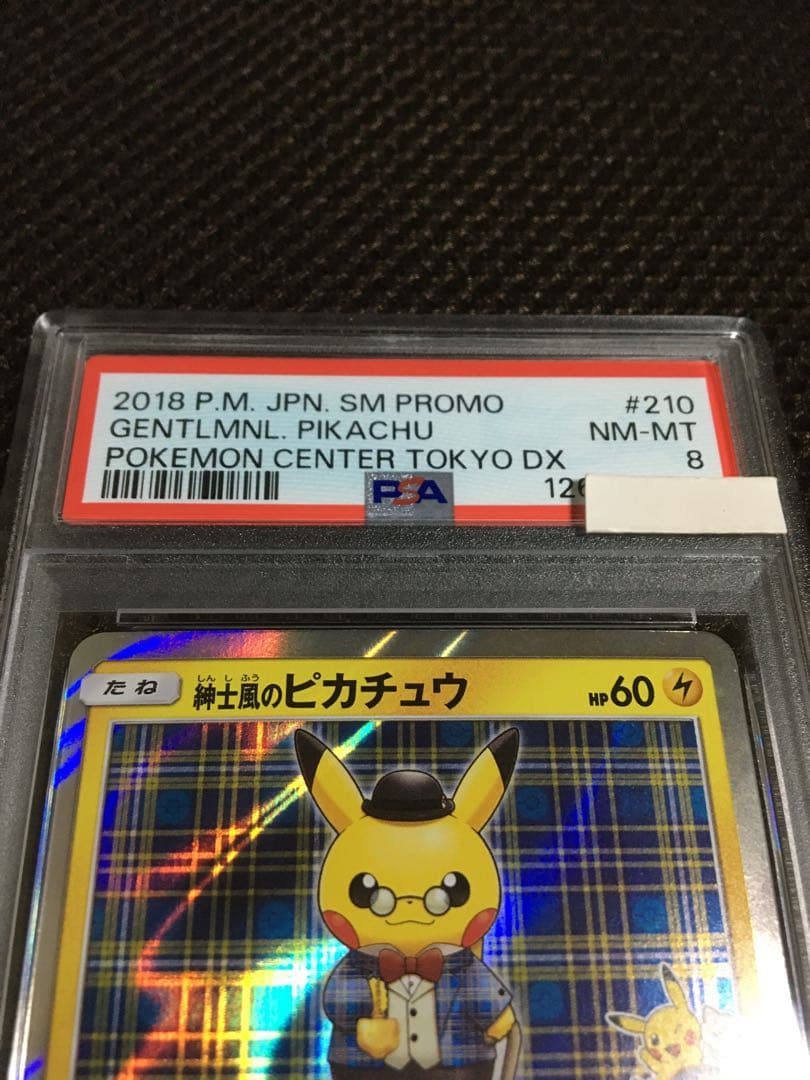 2018 P.M. JPN. SM PROMO #210
GENTLMNL. PIKACHU NM-MT
POKEMON CENTER TOKYO DX 8
PSA
たね
しんしふう
紳士風のピカチュウ
HP60